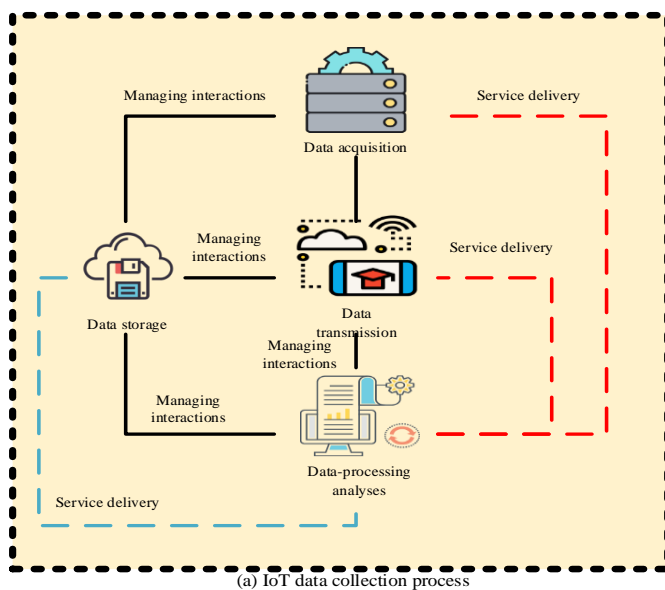 Managing interactions
Service delivery
Data acquisition
Managing
interactions
Service delivery
Data storage
Data
transmission
Managing
interactions
Managing
interactions
Data-processing
analyses
Service delivery
(a) IoT data collection process